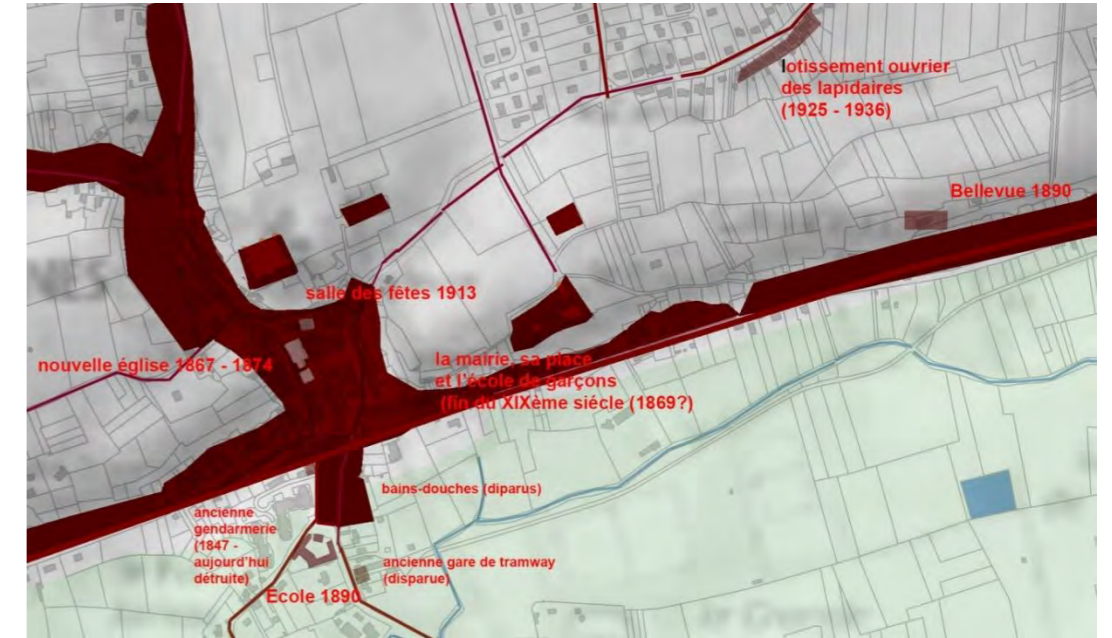 lotissement ouvrier
des lapidaires
(1925 - 1936)
Bellevue 1890
salle des fêtes 1913
nouvelle église 1867 - 1874
la mairie, sa place
et l'école de garçons
(fin du XIXème siécle (1869?)
bains-douches (diparus)
ancienne
gendarmerie
(1847 -
aujourd'hui
détruite)
ancienne gare de tramway
(disparue)
Ecole 1890